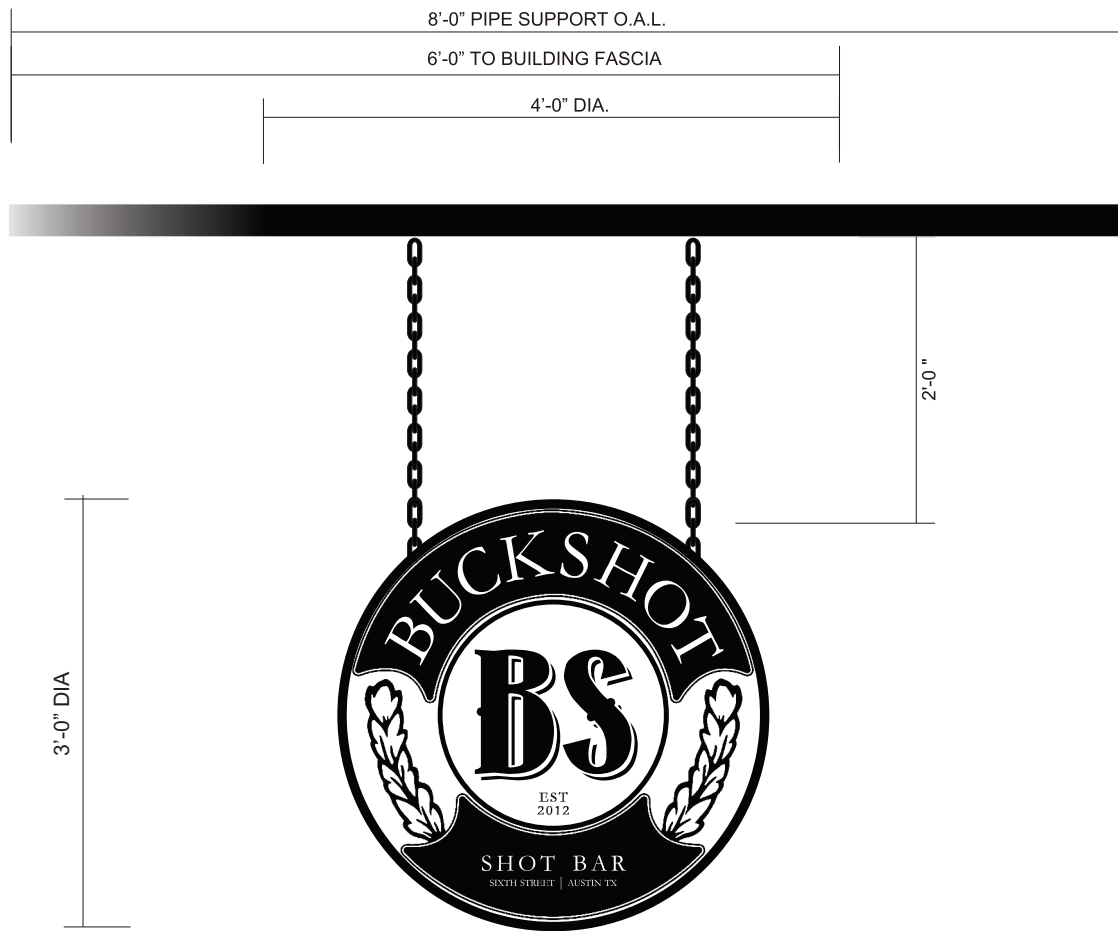 8’-0” PIPE SUPPORT O.A.L.
6’-0” TO BUILDING FASCIA
4’-0” DIA.
2'-0 "
3’-0” DIA
BUCKSHOT
BS
EST
2012
SHOT BAR
SIXTH STREET | AUSTIN TX